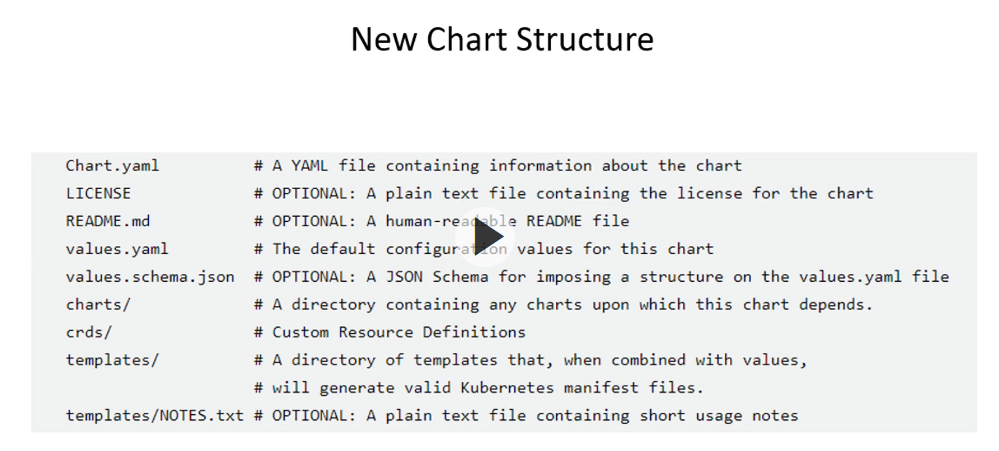 New Chart Structure
Chart.yaml # A YAML file containing information about the chart
LICENSE # OPTIONAL: A plain text file containing the license for the chart
README.md # OPTIONAL: A human-readable README file
values.yaml # The default configuration values for this chart
values.schema.json # OPTIONAL: A JSON Schema for imposing a structure on the values.yaml file
charts/ # A directory containing any charts upon which this chart depends.
crds/ # Custom Resource Definitions
templates/ # A directory of templates that, when combined with values,
# will generate valid Kubernetes manifest files.
templates/NOTES.txt # OPTIONAL: A plain text file containing short usage notes